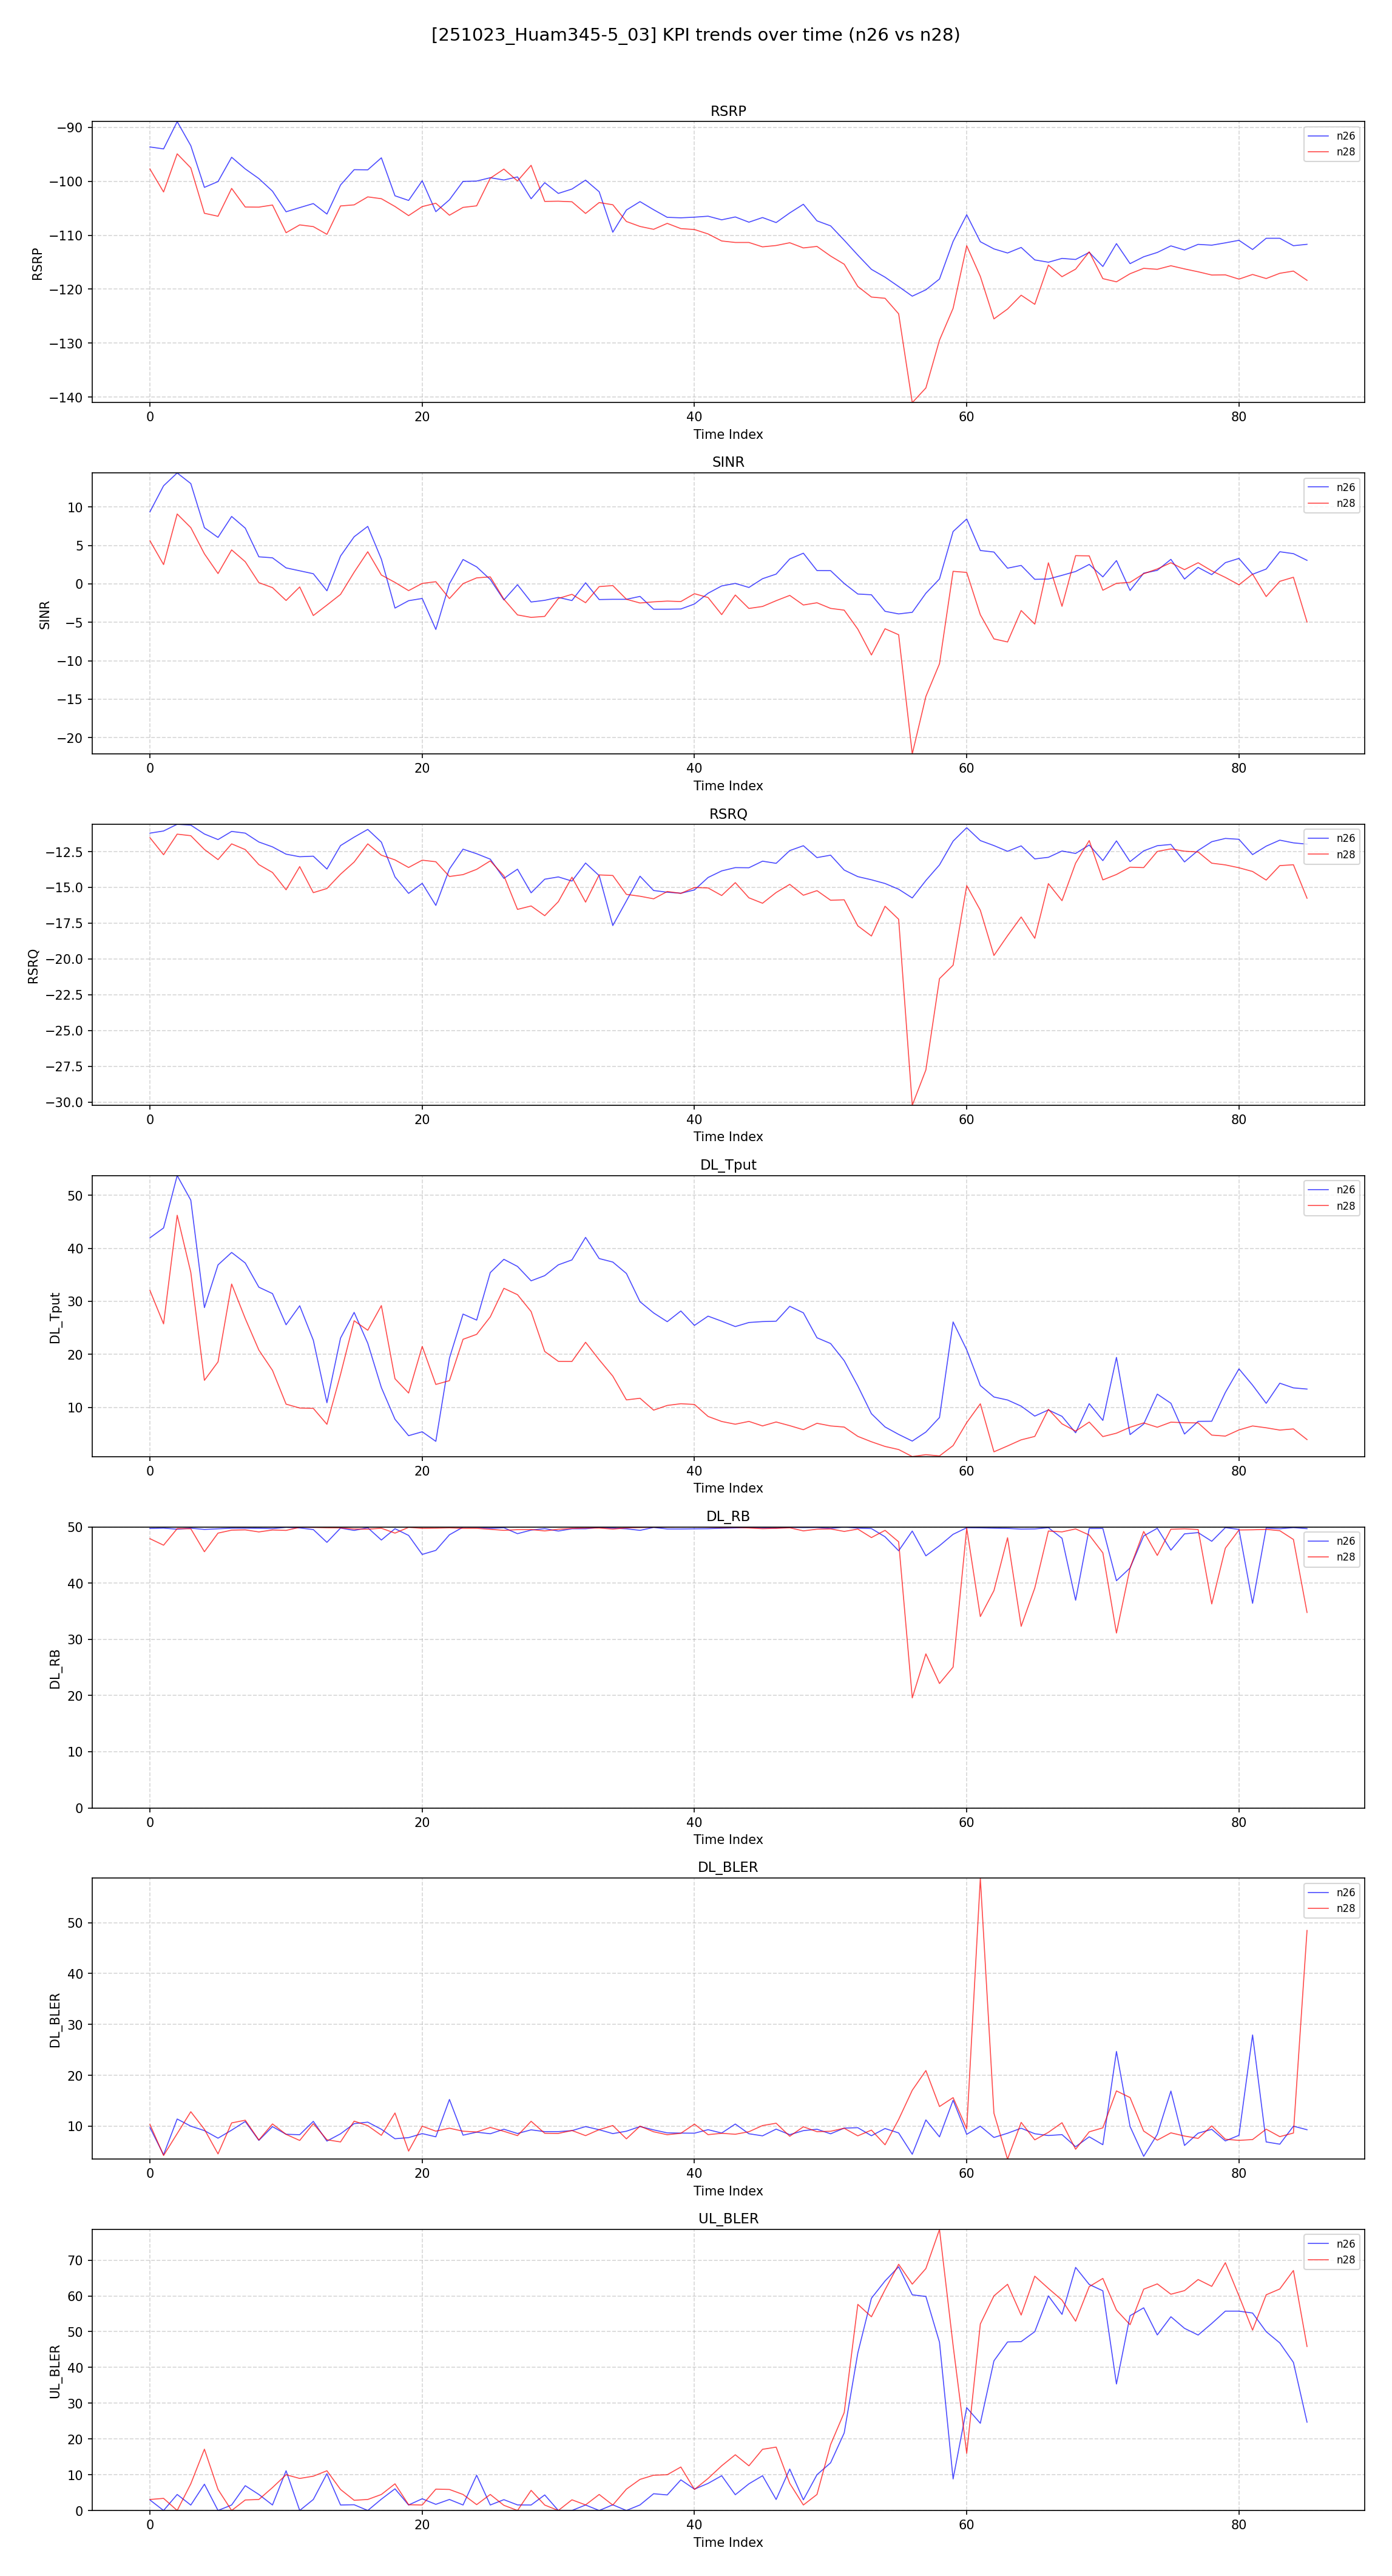 [251023_Huam345-5_03] KPI trends over time (n26 vs n28)
RSRP
n26
n28
−90
−100
−110
−120
−130
−140
RSRP
0 20 40 60 80
Time Index
SINR
n26
n28
10
5
0
−5
−10
−15
−20
SINR
0 20 40 60 80
Time Index
RSRQ
n26
n28
−12.5
−15.0
−17.5
−20.0
−22.5
−25.0
−27.5
−30.0
RSRQ
0 20 40 60 80
Time Index
DL_Tput
n26
n28
50
40
30
20
10
DL_Tput
0 20 40 60 80
Time Index
DL_RB
n26
n28
50
40
30
20
10
0
DL_RB
0 20 40 60 80
Time Index
DL_BLER
n26
n28
50
40
30
20
10
DL_BLER
0 20 40 60 80
Time Index
UL_BLER
n26
n28
70
60
50
40
30
20
10
0
UL_BLER
0 20 40 60 80
Time Index